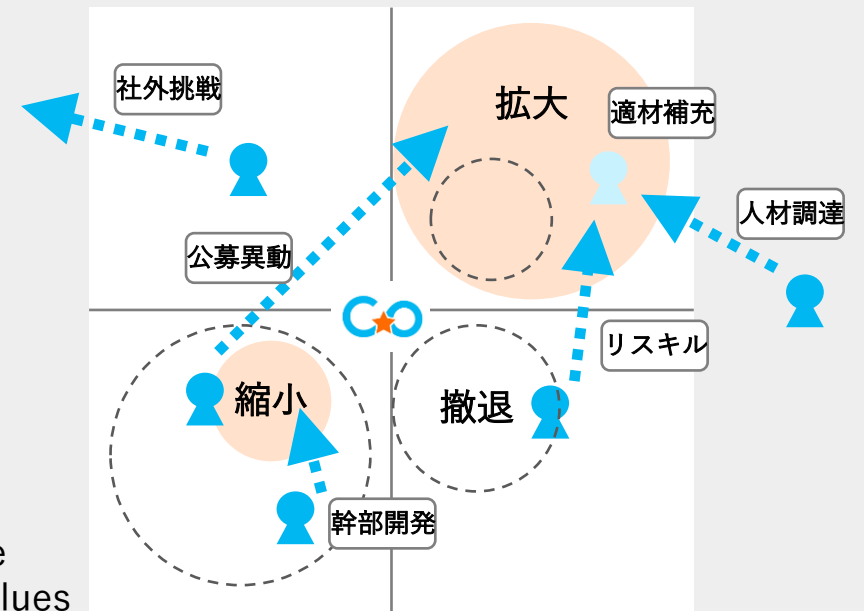 社外挑戦
拡大
適材補充
人材調達
公募異動
リスキル
縮小
撤退
幹部開発
lues